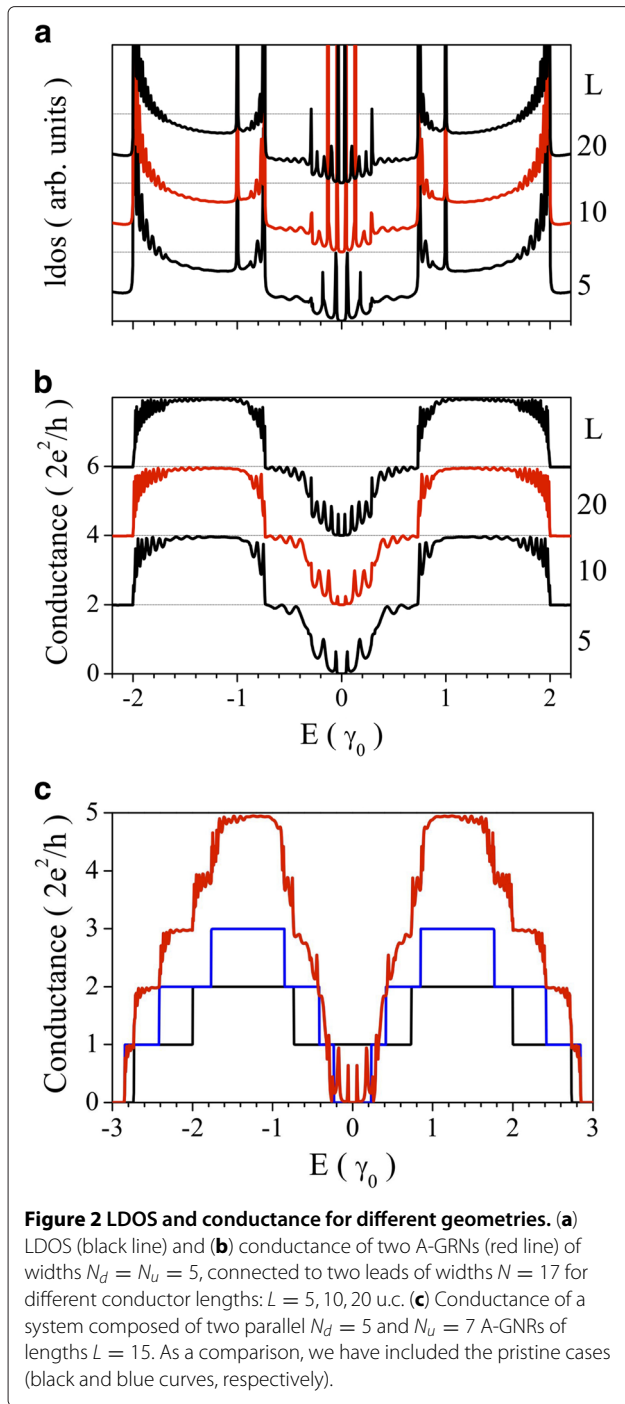 a
ldos ( arb. units )
L
20
10
5
b
Conductance ( 2e²/h )
6
4
2
0
L
20
10
5
-2 -1 0 1 2
E ( γ₀ )
c
Conductance ( 2e²/h )
5
4
3
2
1
0
-3 -2 -1 0 1 2 3
E ( γ₀ )
Figure 2 LDOS and conductance for different geometries. (a)
LDOS (black line) and (b) conductance of two A-GRNs (red line) of
widths N_d = N_u = 5, connected to two leads of widths N = 17 for
different conductor lengths: L = 5, 10, 20 u.c. (c) Conductance of a
system composed of two parallel N_d = 5 and N_u = 7 A-GNRs of
lengths L = 15. As a comparison, we have included the pristine cases
(black and blue curves, respectively).